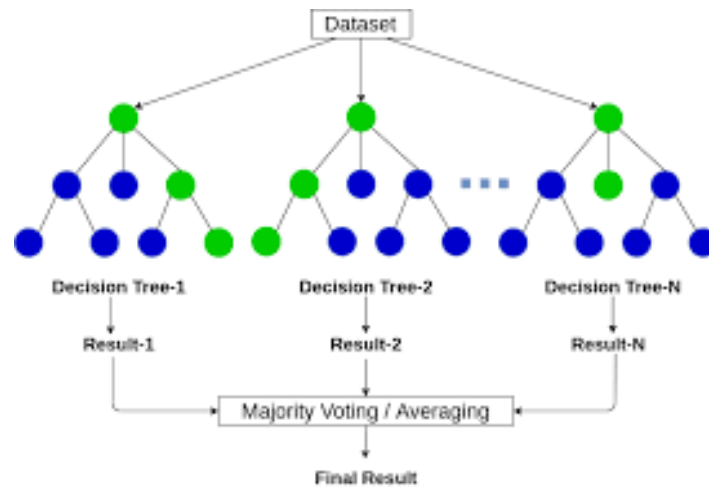 Dataset
Decision Tree-1
Decision Tree-2
Decision Tree-N
Result-1
Result-2
Result-N
Majority Voting / Averaging
Final Result